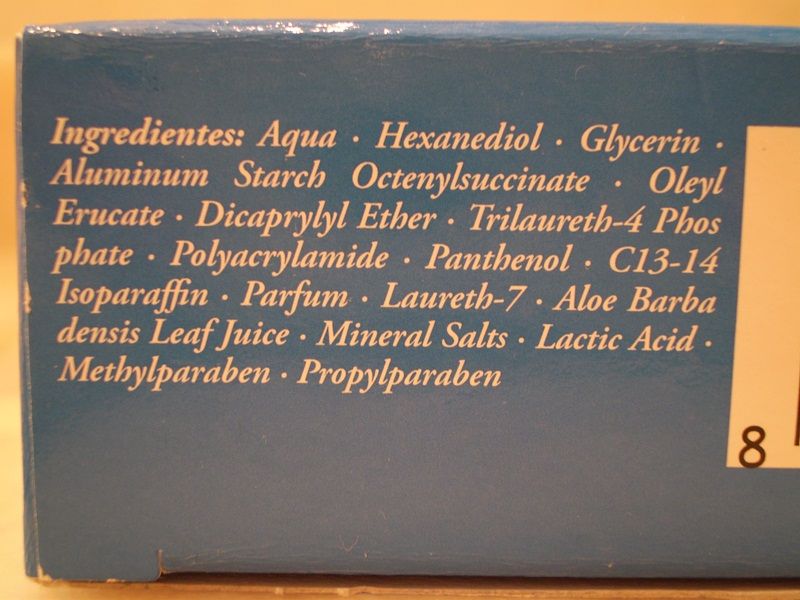 Ingredientes: Aqua · Hexanediol · Glycerin ·
Aluminum Starch Octenylsuccinate · Oleyl
Erucate · Dicaprylyl Ether · Trilaureth-4 Phos
phate · Polyacrylamide · Panthenol · C13-14
Isoparaffin · Parfum · Laureth-7 · Aloe Barba
densis Leaf Juice · Mineral Salts · Lactic Acid ·
Methylparaben · Propylparaben
8